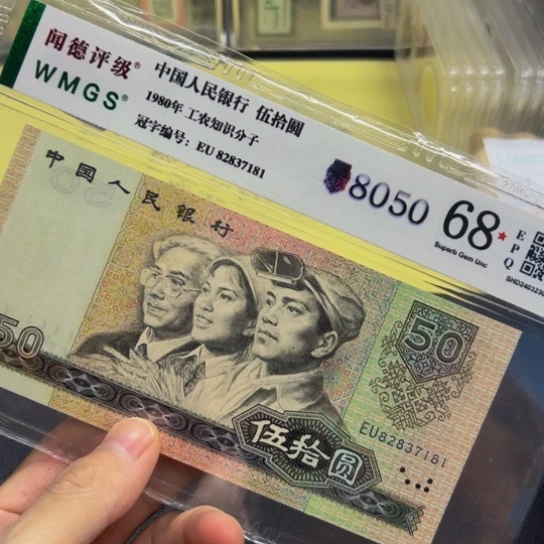 闻德评级®
WMGS®
中国人民银行 伍拾圆
1980年 工农知识分子
冠字编号: EU 82837181
8050
68★
EPQ
Superb Gem Unc
中国人民银行
50
50
EU82837181
伍拾圆